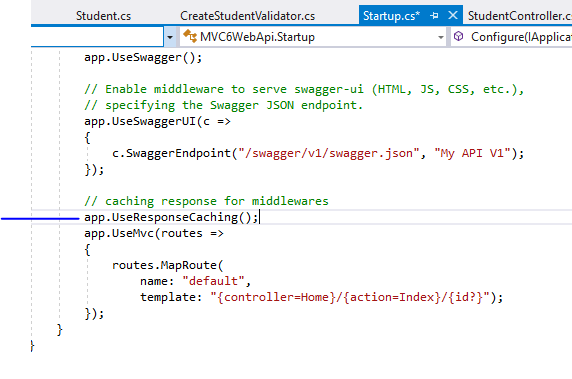 Student.cs CreateStudentValidator.cs Startup.cs* StudentController.cs
MVC6WebApi.Startup Configure(IApplicat
app.UseSwagger();
// Enable middleware to serve swagger-ui (HTML, JS, CSS, etc.),
// specifying the Swagger JSON endpoint.
app.UseSwaggerUI(c =>
{
c.SwaggerEndpoint("/swagger/v1/swagger.json", "My API V1");
});
// caching response for middlewares
app.UseResponseCaching();
app.UseMvc(routes =>
{
routes.MapRoute(
name: "default",
template: "{controller=Home}/{action=Index}/{id?}");
});
}
}